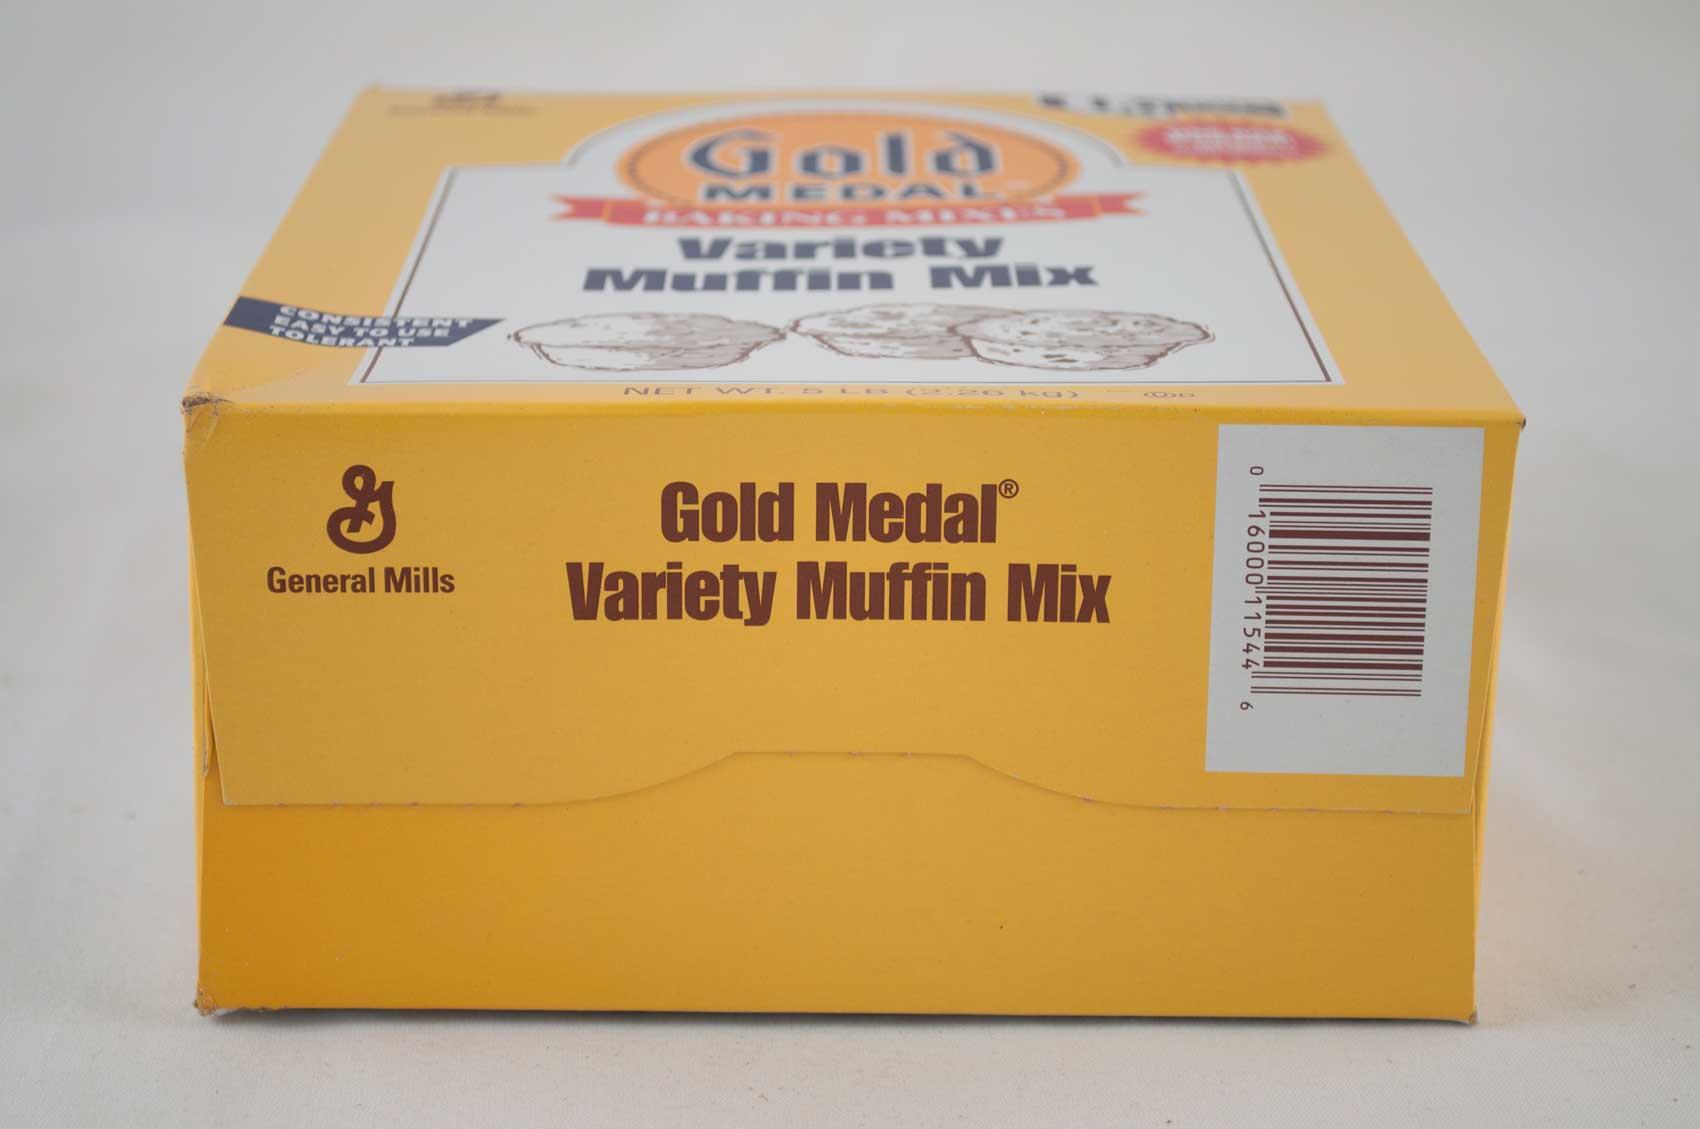 Gold
MEDAL
BAKING MIXES
Variety
Muffin Mix
CONSISTENT
EASY TO USE
TOLERANT
NET WT. 5 LB (2.26 kg)
General Mills
Gold Medal®
Variety Muffin Mix
0 16000 11544 6